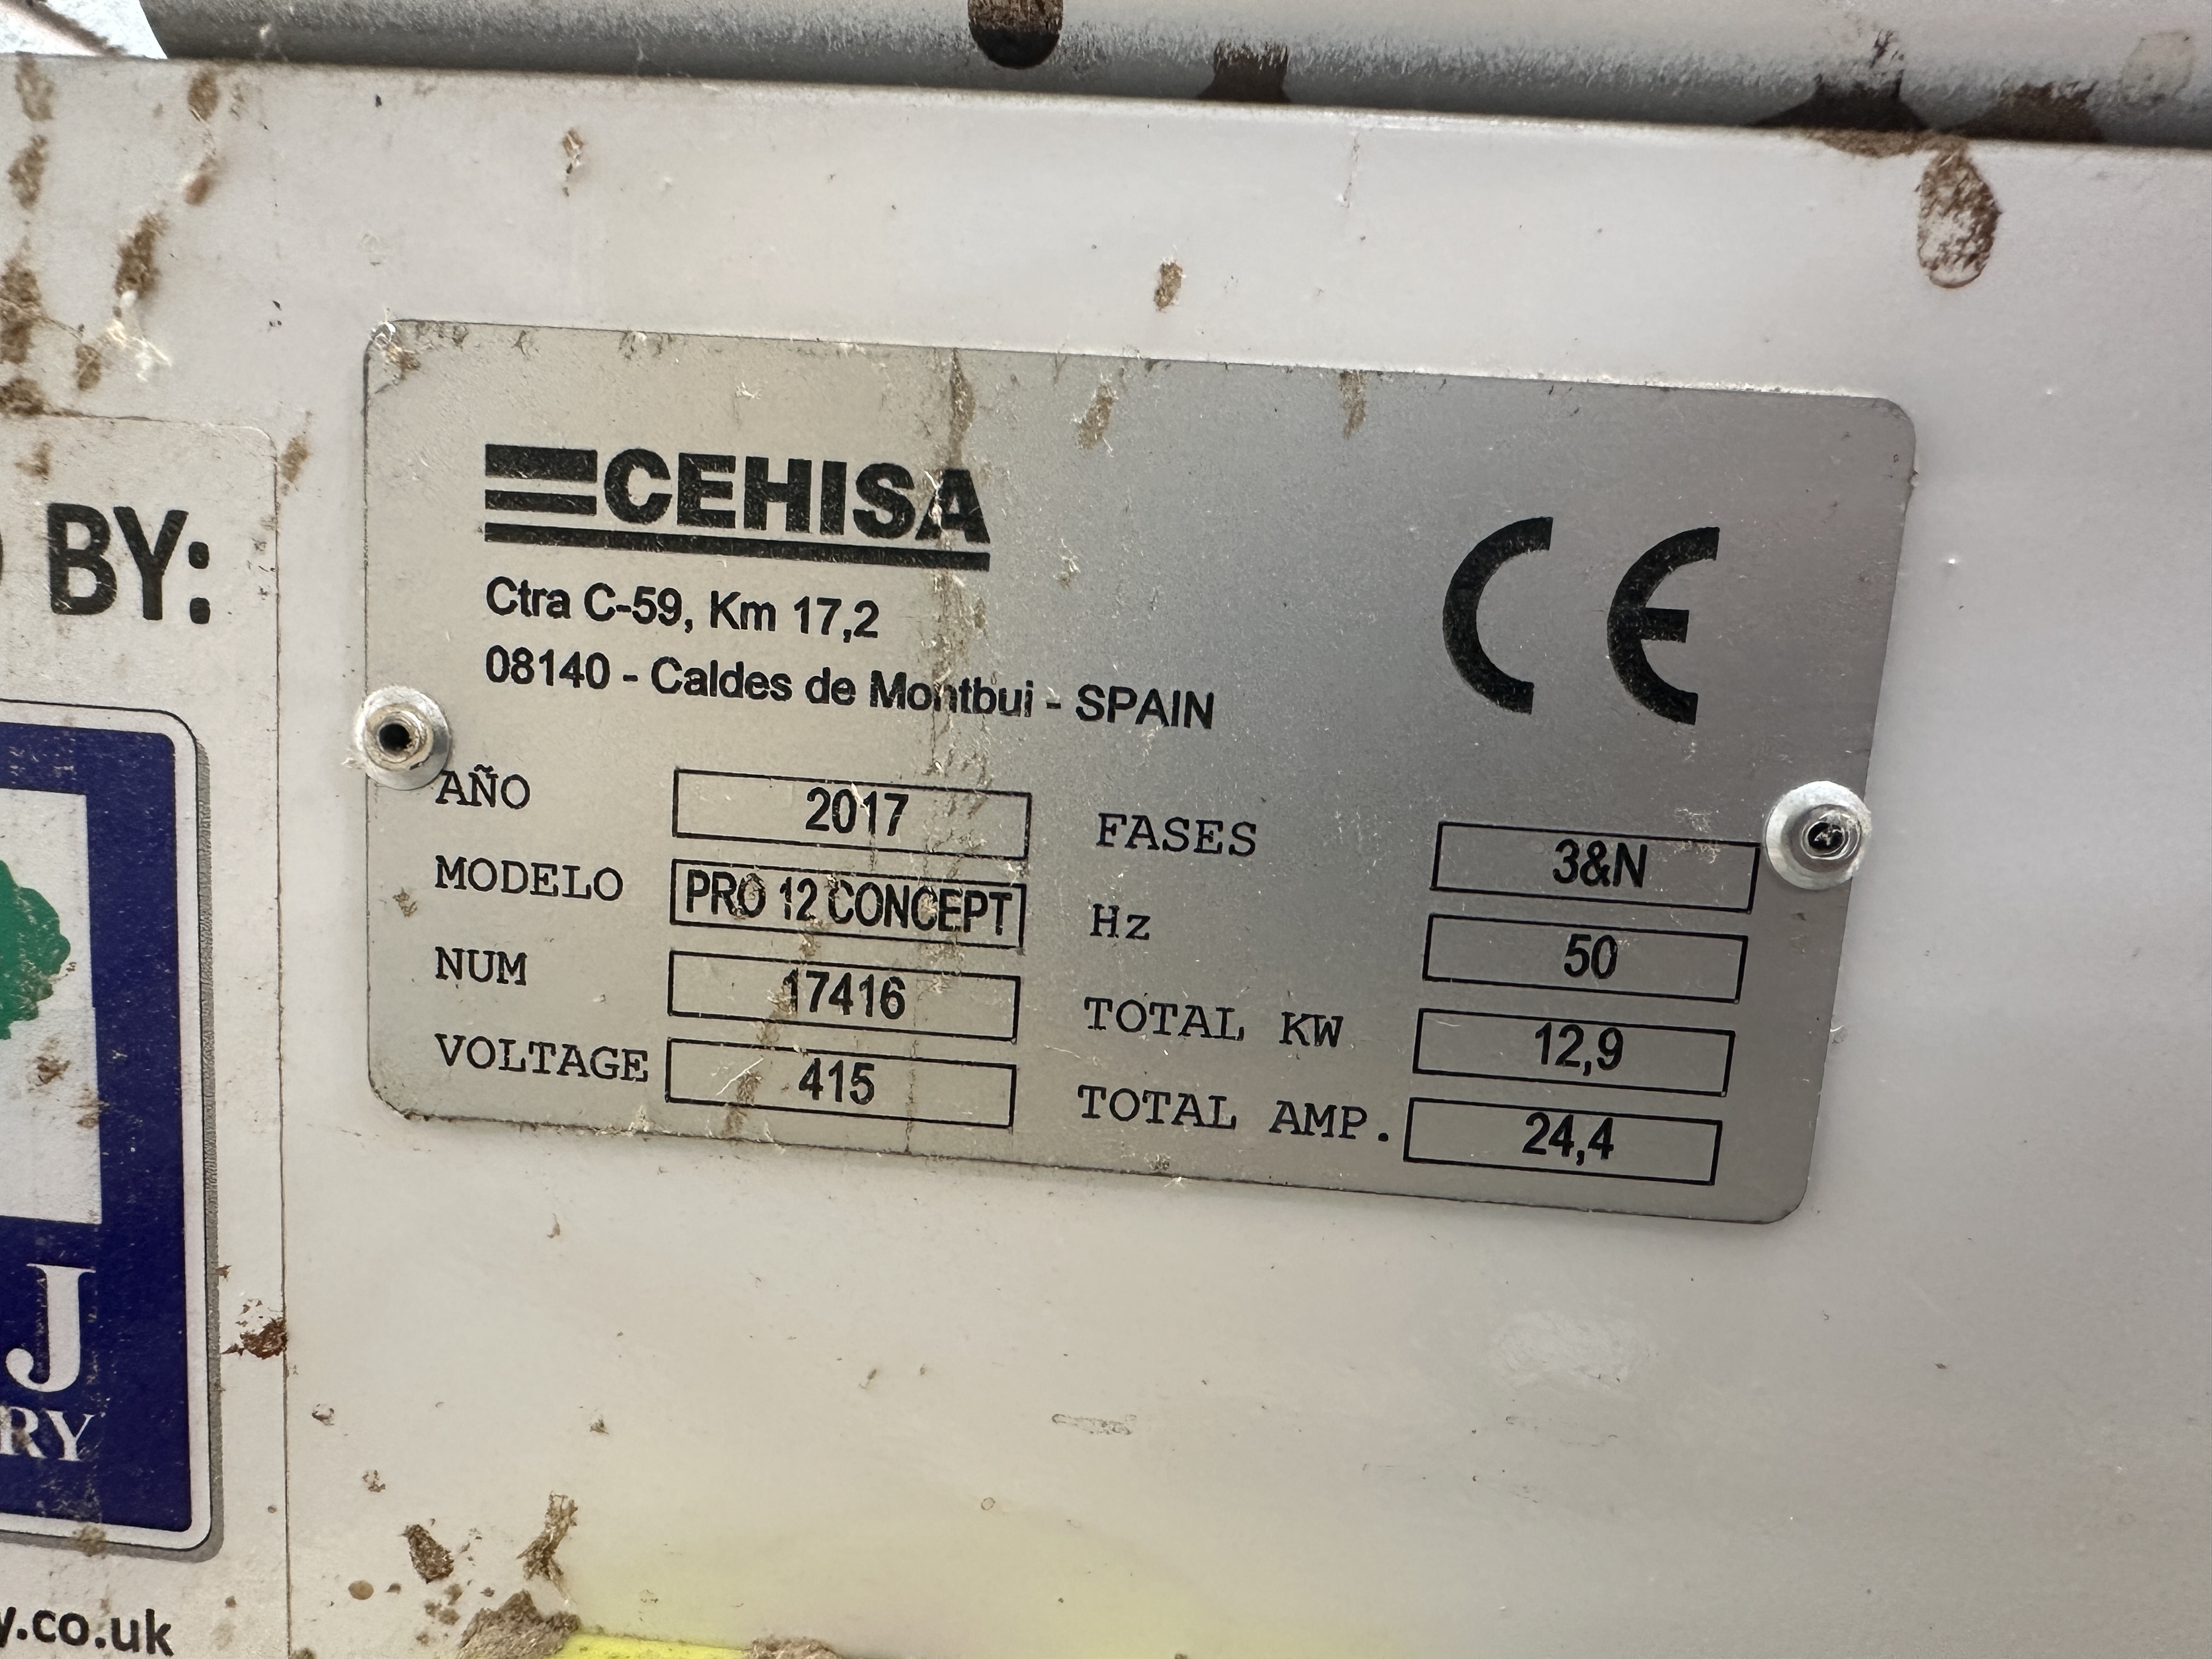 CEHISA
Ctra C-59, Km 17,2
08140 - Caldes de Montbui - SPAIN
CE
AÑO 2017
MODELO PRO 12 CONCEPT
NUM 17416
VOLTAGE 415
FASES 3&N
Hz 50
TOTAL KW 12,9
TOTAL AMP. 24,4
BY:
J
RY
.co.uk